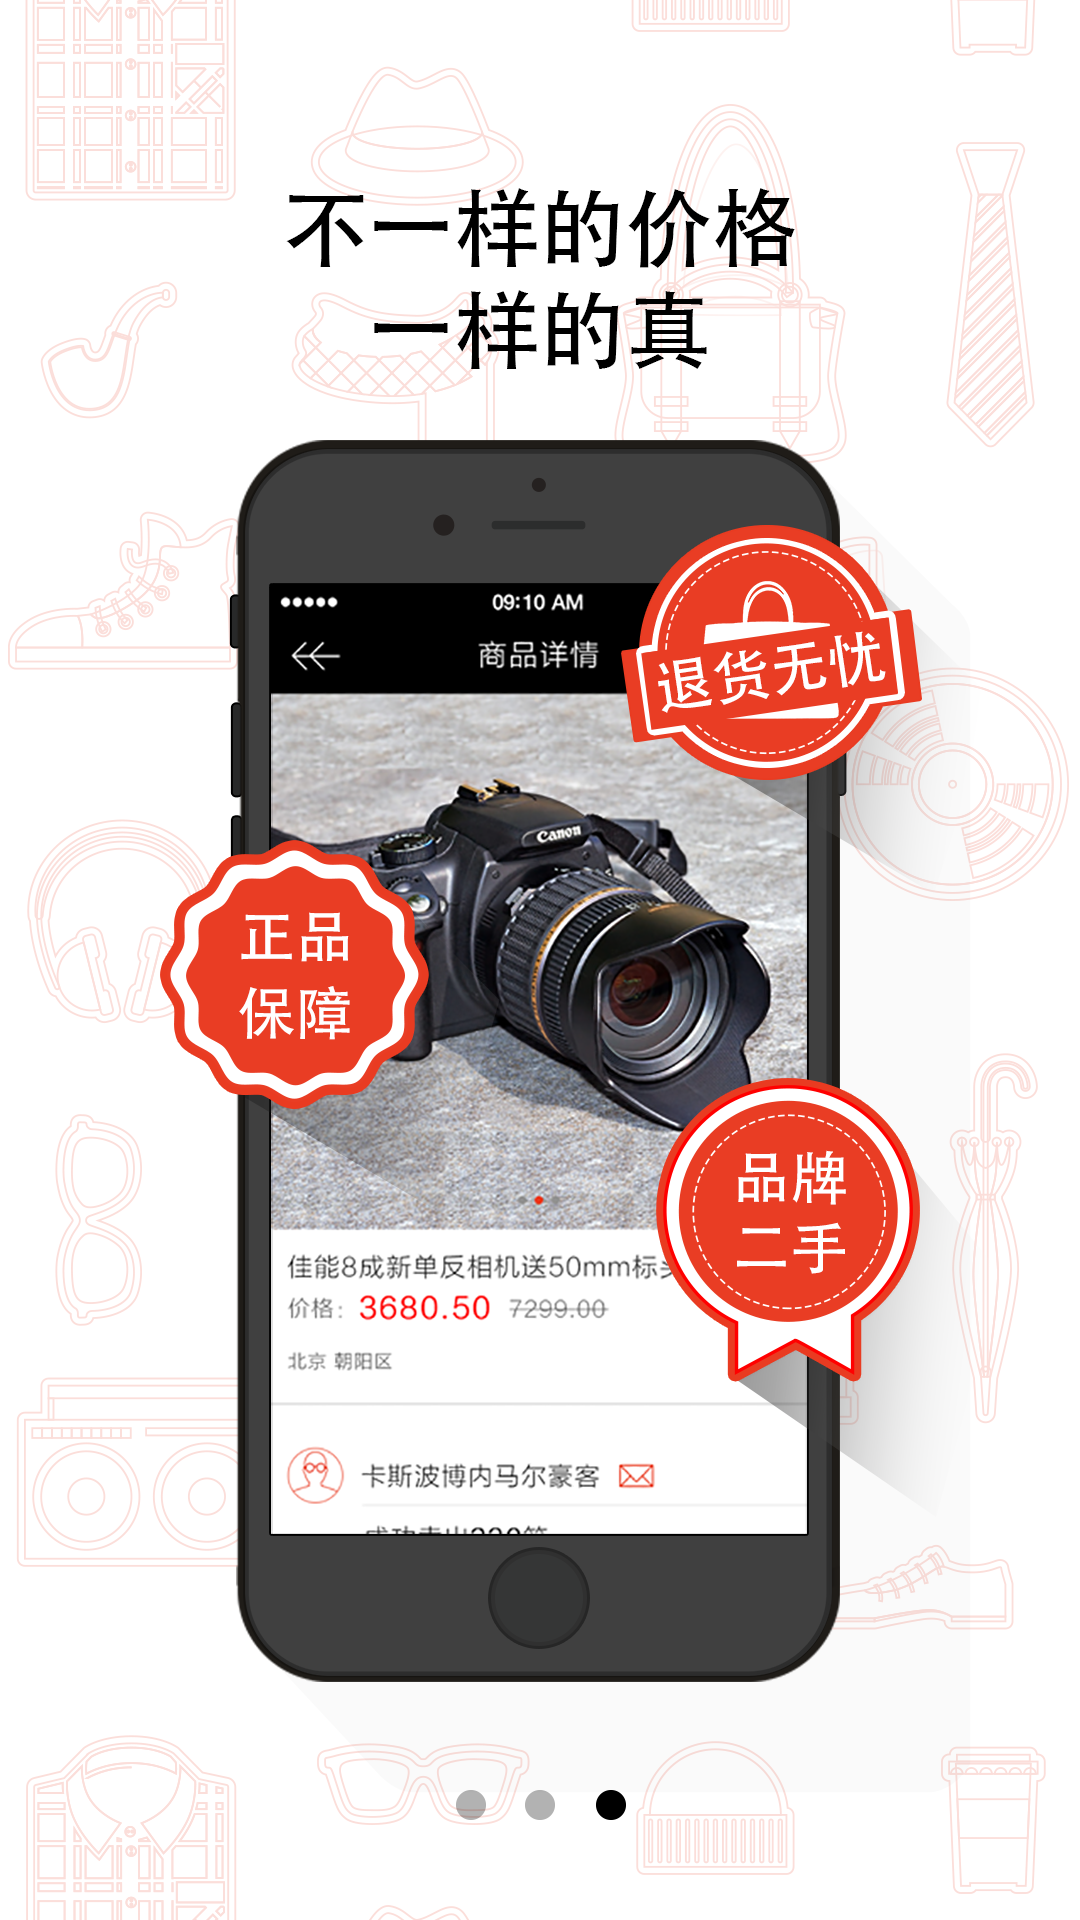 不一样的价格
一样的真
09:10 AM
商品详情
退货无忧
Canon
正品
保障
品牌
二手
佳能8成新单反相机送50mm标
价格：3680.50 7299.00
北京 朝阳区
卡斯波博内马尔豪客